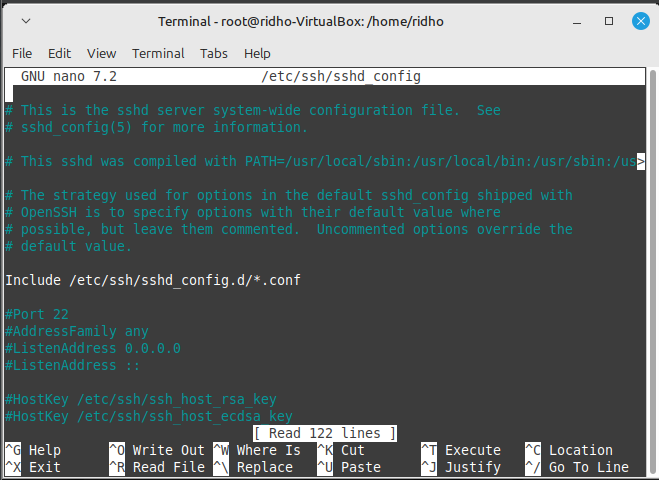 Terminal - root@ridho-VirtualBox: /home/ridho
File Edit View Terminal Tabs Help
GNU nano 7.2 /etc/ssh/sshd_config
# This is the sshd server system-wide configuration file.  See
# sshd_config(5) for more information.
# This sshd was compiled with PATH=/usr/local/sbin:/usr/local/bin:/usr/sbin:/us>
# The strategy used for options in the default sshd_config shipped with
# OpenSSH is to specify options with their default value where
# possible, but leave them commented.  Uncommented options override the
# default value.
Include /etc/ssh/sshd_config.d/*.conf
#Port 22
#AddressFamily any
#ListenAddress 0.0.0.0
#ListenAddress ::
#HostKey /etc/ssh/ssh_host_rsa_key
#HostKey /etc/ssh/ssh_host_ecdsa_key
[ Read 122 lines ]
^G Help ^O Write Out ^W Where Is ^K Cut ^T Execute ^C Location
^X Exit ^R Read File ^\ Replace ^U Paste ^J Justify ^/ Go To Line